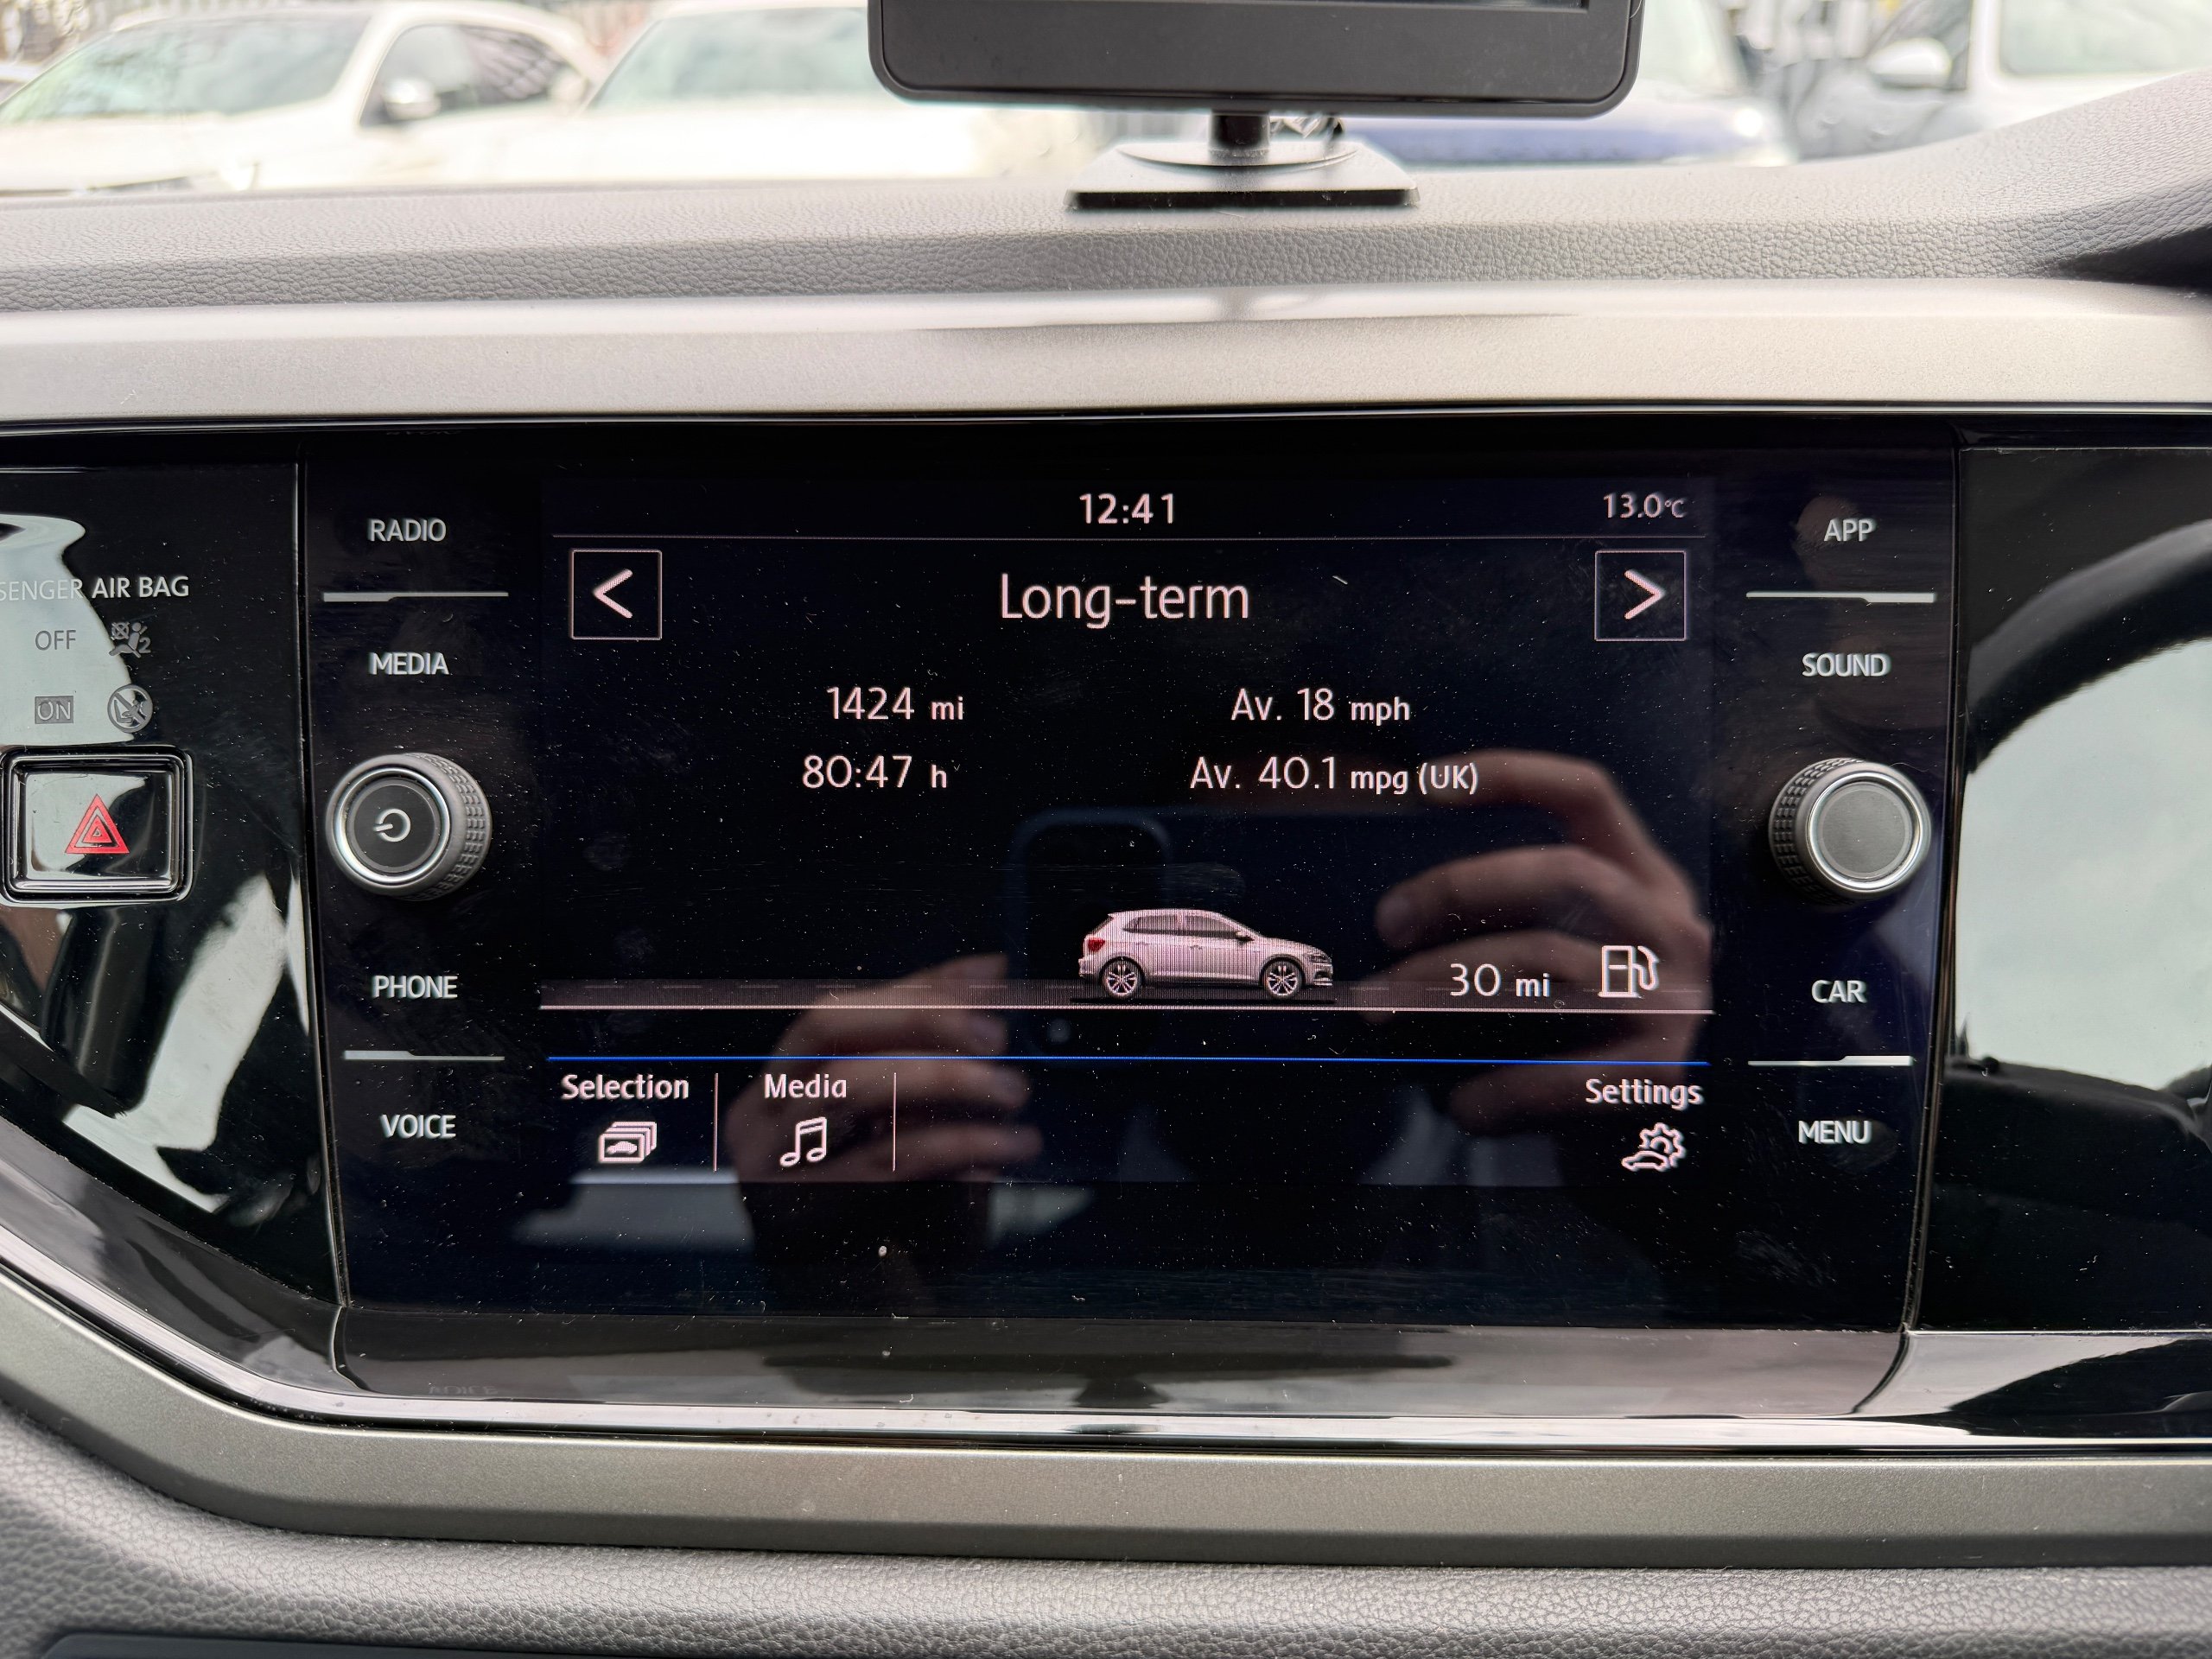 12:41
13.0°C
Long-term
1424 mi
Av. 18 mph
80:47 h
Av. 40.1 mpg (UK)
30 mi
Selection
Media
Settings
RADIO
MEDIA
PHONE
VOICE
APP
SOUND
CAR
MENU
SENGER AIR BAG
OFF
2
ON